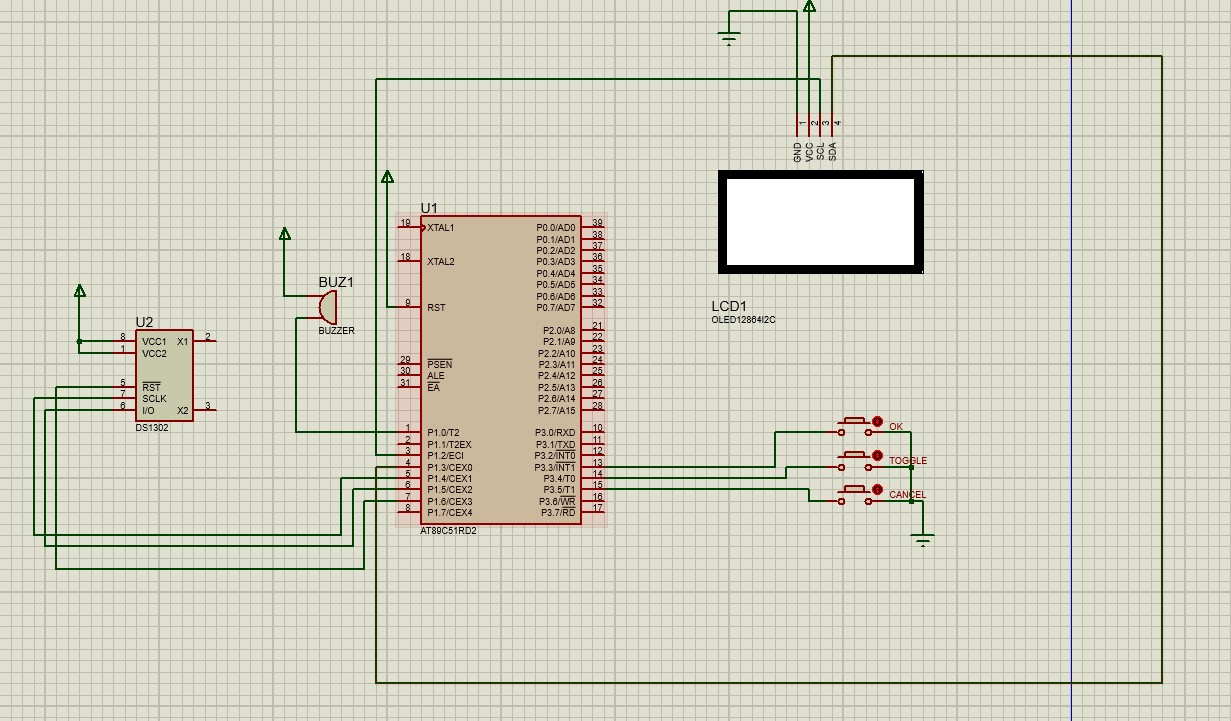 1
2
3
4
GND
VCC
SCL
SDA
U1
19 XTAL1 P0.0/AD0 39
P0.1/AD1 38
P0.2/AD2 37
18 XTAL2 P0.3/AD3 36
P0.4/AD4 35
P0.5/AD5 34
P0.6/AD6 33
9 RST P0.7/AD7 32
P2.0/A8 21
P2.1/A9 22
P2.2/A10 23
29 PSEN P2.3/A11 24
30 ALE P2.4/A12 25
31 EA P2.5/A13 26
P2.6/A14 27
P2.7/A15 28
1 P1.0/T2 P3.0/RXD 10
2 P1.1/T2EX P3.1/TXD 11
3 P1.2/ECI P3.2/INT0 12
4 P1.3/CEX0 P3.3/INT1 13
5 P1.4/CEX1 P3.4/T0 14
6 P1.5/CEX2 P3.5/T1 15
7 P1.6/CEX3 P3.6/WR 16
8 P1.7/CEX4 P3.7/RD 17
AT89C51RD2
BUZ1
BUZZER
U2
8 VCC1 X1 2
1 VCC2
5 RST
7 SCLK
6 I/O X2 3
DS1302
LCD1
OLED12864I2C
OK
TOGGLE
CANCEL